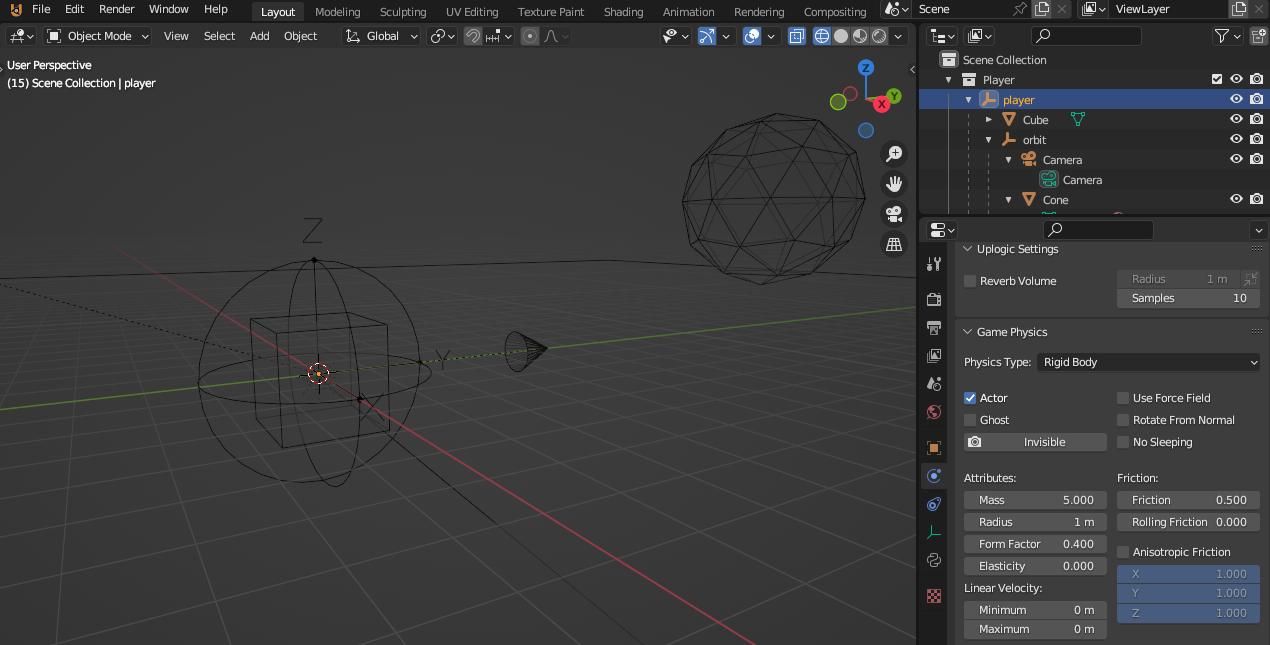 File Edit Render Window Help Layout Modeling Sculpting UV Editing Texture Paint Shading Animation Rendering Compositing Scene ViewLayer
Object Mode View Select Add Object Global
User Perspective
(15) Scene Collection | player
Z
Y
X
Z
Y
X
Scene Collection
Player
player
Cube
orbit
Camera
Camera
Cone
Uplogic Settings
Reverb Volume Radius 1 m
Samples 10
Game Physics
Physics Type: Rigid Body
Actor Use Force Field
Ghost Rotate From Normal
Invisible No Sleeping
Attributes: Friction:
Mass 5.000 Friction 0.500
Radius 1 m Rolling Friction 0.000
Form Factor 0.400
Anisotropic Friction
Elasticity 0.000
X 1.000
Linear Velocity:
Y 1.000
Minimum 0 m
Z 1.000
Maximum 0 m